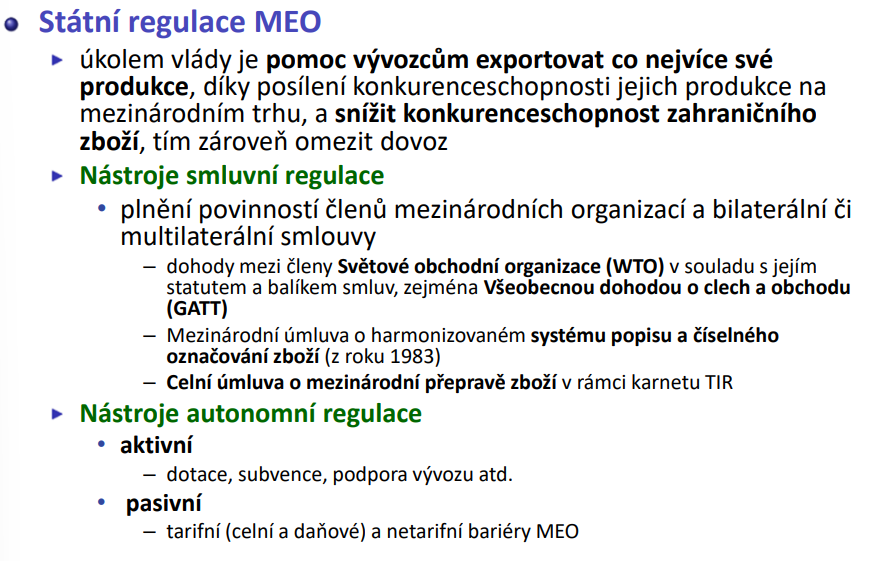 Státní regulace MEO
úkolem vlády je pomoc vývozcům exportovat co nejvíce své
produkce, díky posílení konkurenceschopnosti jejich produkce na
mezinárodním trhu, a snížit konkurenceschopnost zahraničního
zboží, tím zároveň omezit dovoz
Nástroje smluvní regulace
plnění povinností členů mezinárodních organizací a bilaterální či
multilaterální smlouvy
– dohody mezi členy Světové obchodní organizace (WTO) v souladu s jejím
statutem a balíkem smluv, zejména Všeobecnou dohodou o clech a obchodu
(GATT)
– Mezinárodní úmluva o harmonizovaném systému popisu a číselného
označování zboží (z roku 1983)
– Celní úmluva o mezinárodní přepravě zboží v rámci karnetu TIR
Nástroje autonomní regulace
aktivní
– dotace, subvence, podpora vývozu atd.
pasivní
– tarifní (celní a daňové) a netarifní bariéry MEO